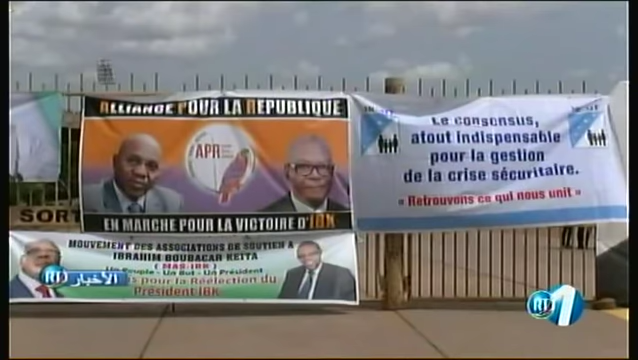 ALLIANCE POUR LA REPUBLIQUE
APR
EN MARCHE POUR LA VICTOIRE D'IBK
LE CONSENSUS,
ATOUT INDISPENSABLE
POUR LA GESTION
DE LA CRISE SÉCURITAIRE.
« RETROUVONS CE QUI NOUS UNIT »
SORT
MOUVEMENT DES ASSOCIATIONS DE SOUTIEN A
IBRAHIM BOUBACAR KEITA
( MAS-IBK )
Un Peuple - Un But - Un Président
pour la Réélection du
Président IBK
الأخبار
1